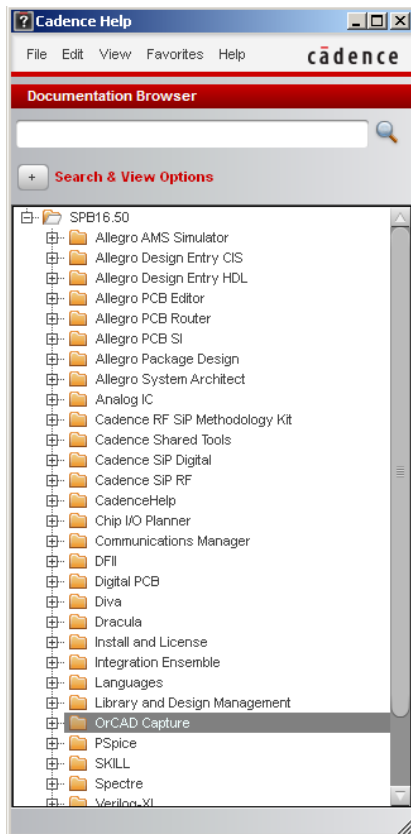 Cadence Help
File Edit View Favorites Help cādence
Documentation Browser
+ Search & View Options
SPB16.50
Allegro AMS Simulator
Allegro Design Entry CIS
Allegro Design Entry HDL
Allegro PCB Editor
Allegro PCB Router
Allegro PCB SI
Allegro Package Design
Allegro System Architect
Analog IC
Cadence RF SiP Methodology Kit
Cadence Shared Tools
Cadence SiP Digital
Cadence SiP RF
CadenceHelp
Chip I/O Planner
Communications Manager
DFII
Digital PCB
Diva
Dracula
Install and License
Integration Ensemble
Languages
Library and Design Management
OrCAD Capture
PSpice
SKILL
Spectre
Verilog-XL